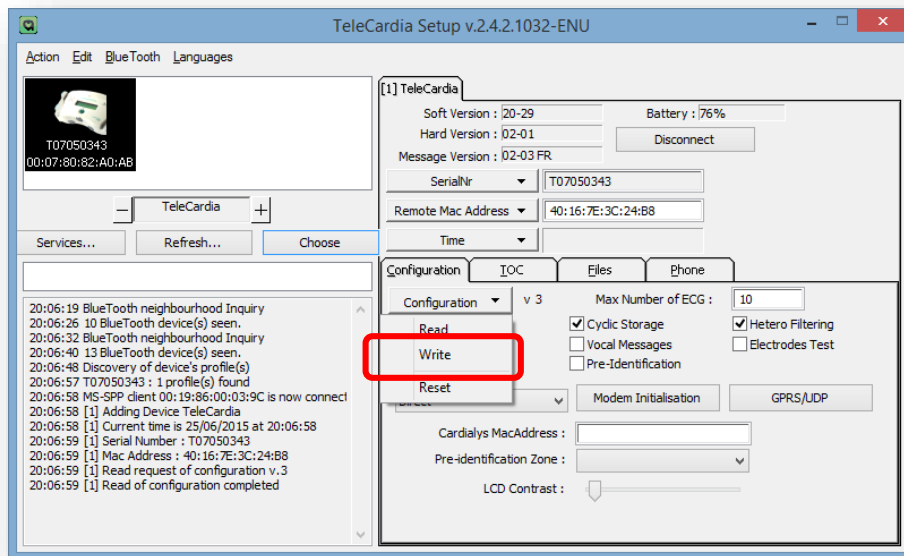 TeleCardia Setup v.2.4.2.1032-ENU
Action Edit BlueTooth Languages
T07050343
00:07:80:82:A0:AB
TeleCardia
Services... Refresh... Choose
20:06:19 BlueTooth neighbourhood Inquiry
20:06:26 10 BlueTooth device(s) seen.
20:06:32 BlueTooth neighbourhood Inquiry
20:06:40 13 BlueTooth device(s) seen.
20:06:48 Discovery of device's profile(s)
20:06:57 T07050343 : 1 profile(s) found
20:06:58 MS-SPP client 00:19:86:00:03:9C is now connect
20:06:58 [1] Adding Device TeleCardia
20:06:58 [1] Current time is 25/06/2015 at 20:06:58
20:06:59 [1] Serial Number : T07050343
20:06:59 [1] Mac Address : 40:16:7E:3C:24:B8
20:06:59 [1] Read request of configuration v.3
20:06:59 [1] Read of configuration completed
[1] TeleCardia
Soft Version : 20-29 Battery : 76%
Hard Version : 02-01 Disconnect
Message Version : 02-03 FR
SerialNr T07050343
Remote Mac Address 40:16:7E:3C:24:B8
Time
Configuration TOC Files Phone
Configuration v 3 Max Number of ECG : 10
Read Cyclic Storage Hetero Filtering
Write Vocal Messages Electrodes Test
Pre-Identification
Reset
Direct Modem Initialisation GPRS/UDP
Cardialys MacAddress :
Pre-identification Zone :
LCD Contrast :